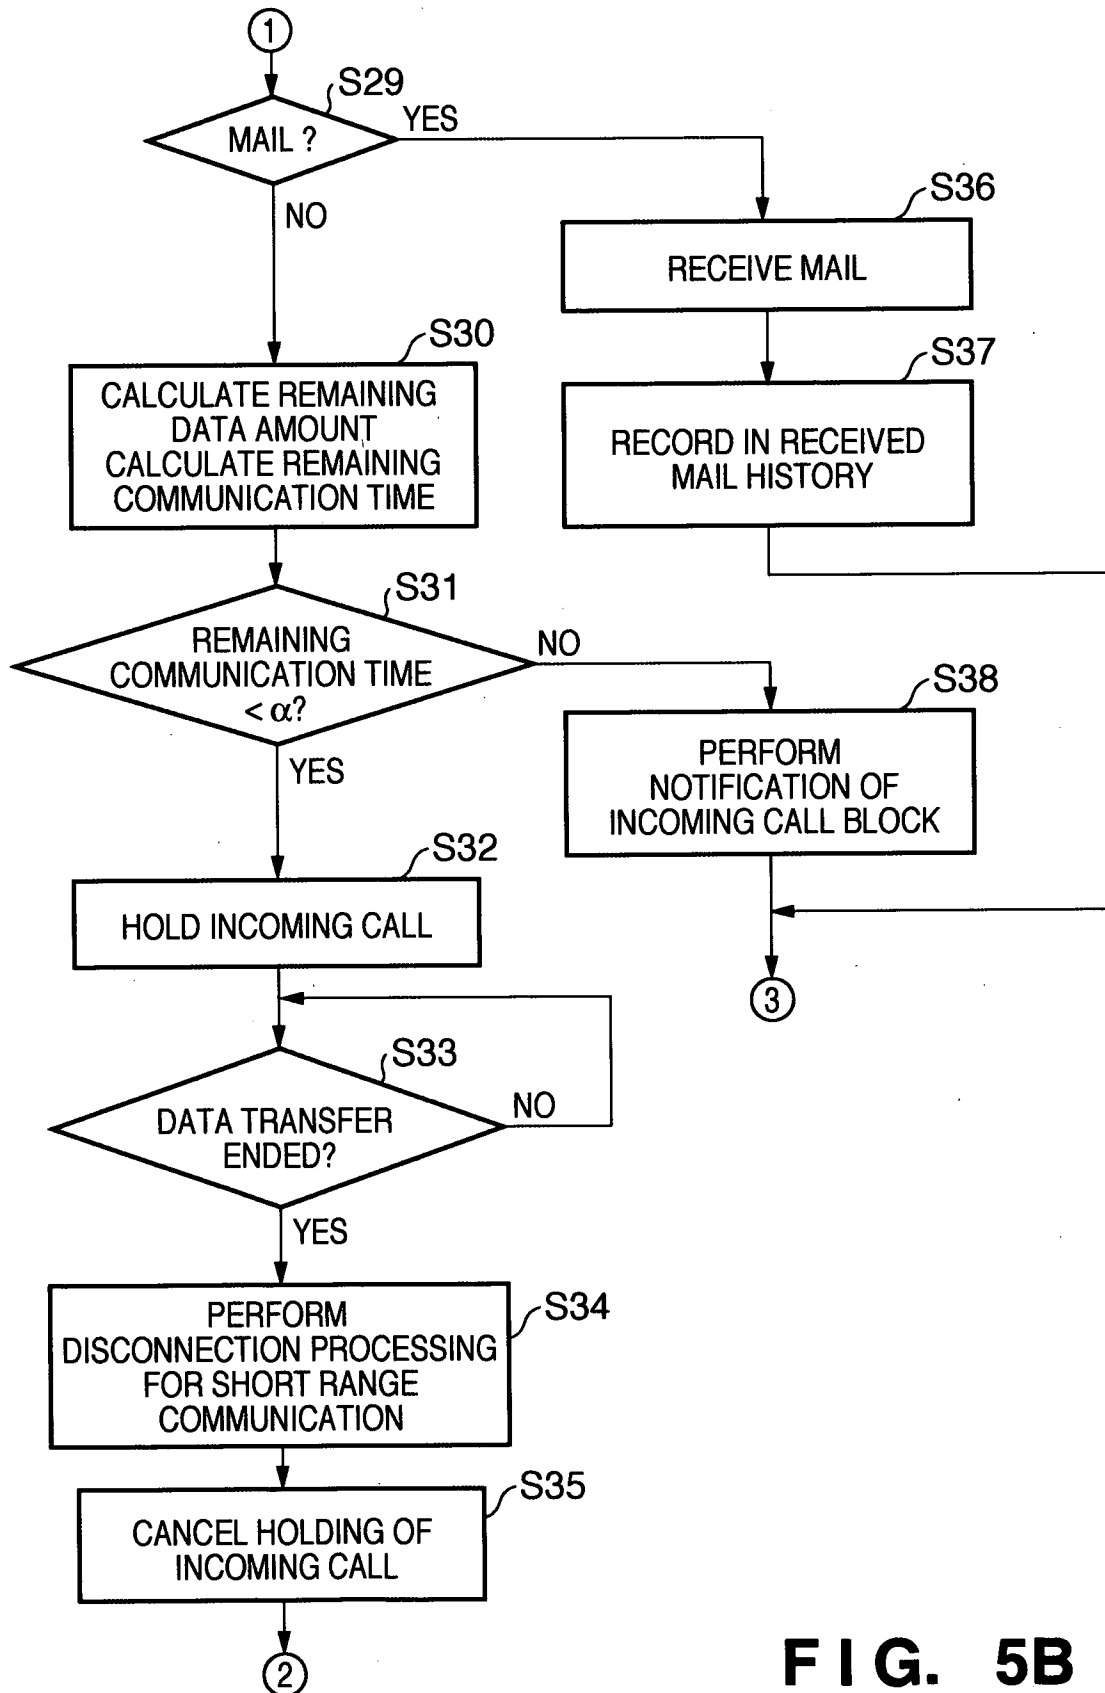 1
S29
MAIL ?
YES
NO
S36
RECEIVE MAIL
S30
CALCULATE REMAINING
DATA AMOUNT
CALCULATE REMAINING
COMMUNICATION TIME
S37
RECORD IN RECEIVED
MAIL HISTORY
S31
REMAINING
COMMUNICATION TIME
< α?
NO
YES
S38
PERFORM
NOTIFICATION OF
INCOMING CALL BLOCK
S32
HOLD INCOMING CALL
3
S33
DATA TRANSFER
ENDED?
NO
YES
S34
PERFORM
DISCONNECTION PROCESSING
FOR SHORT RANGE
COMMUNICATION
S35
CANCEL HOLDING OF
INCOMING CALL
2
FIG. 5B